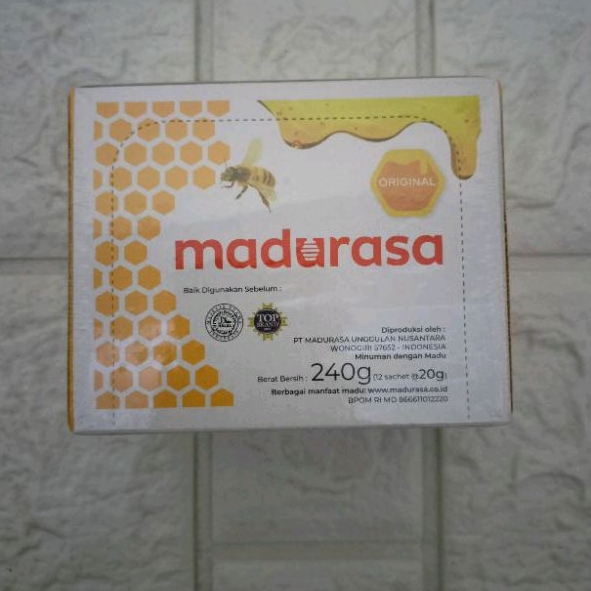 ORIGINAL
madurasa
Baik Digunakan Sebelum :
TOP
BRAND
Diproduksi oleh :
PT MADURASA UNGGULAN NUSANTARA
WONOGIRI 57652 - INDONESIA
Minuman dengan Madu
Berat Bersih : 240g (12 sachet @20g)
Berbagai manfaat madu: www.madurasa.co.id
BPOM RI MD 866611012220